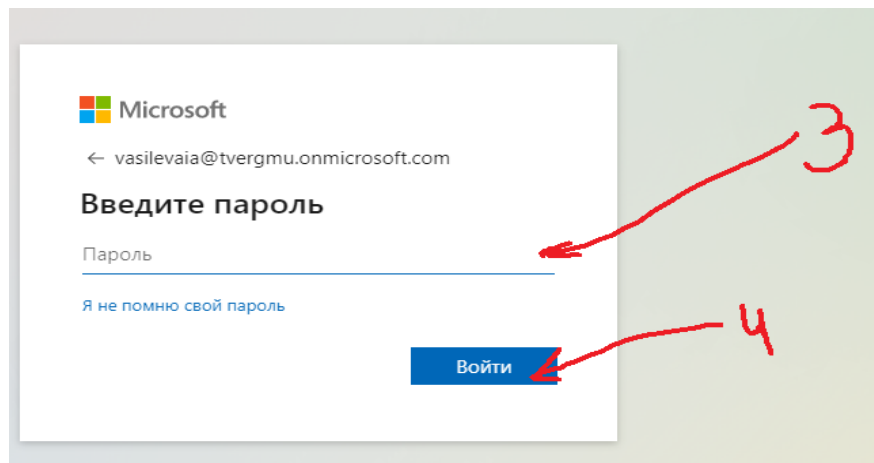 Microsoft
← vasilevaia@tvergmu.onmicrosoft.com
Введите пароль
Пароль
3
Я не помню свой пароль
Войти
4